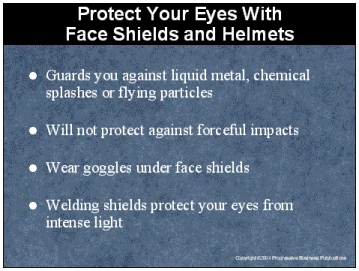 Protect Your Eyes With
Face Shields and Helmets
Guards you against liquid metal, chemical
splashes or flying particles
Will not protect against forceful impacts
Wear goggles under face shields
Welding shields protect your eyes from
intense light
Progressive Business Publications